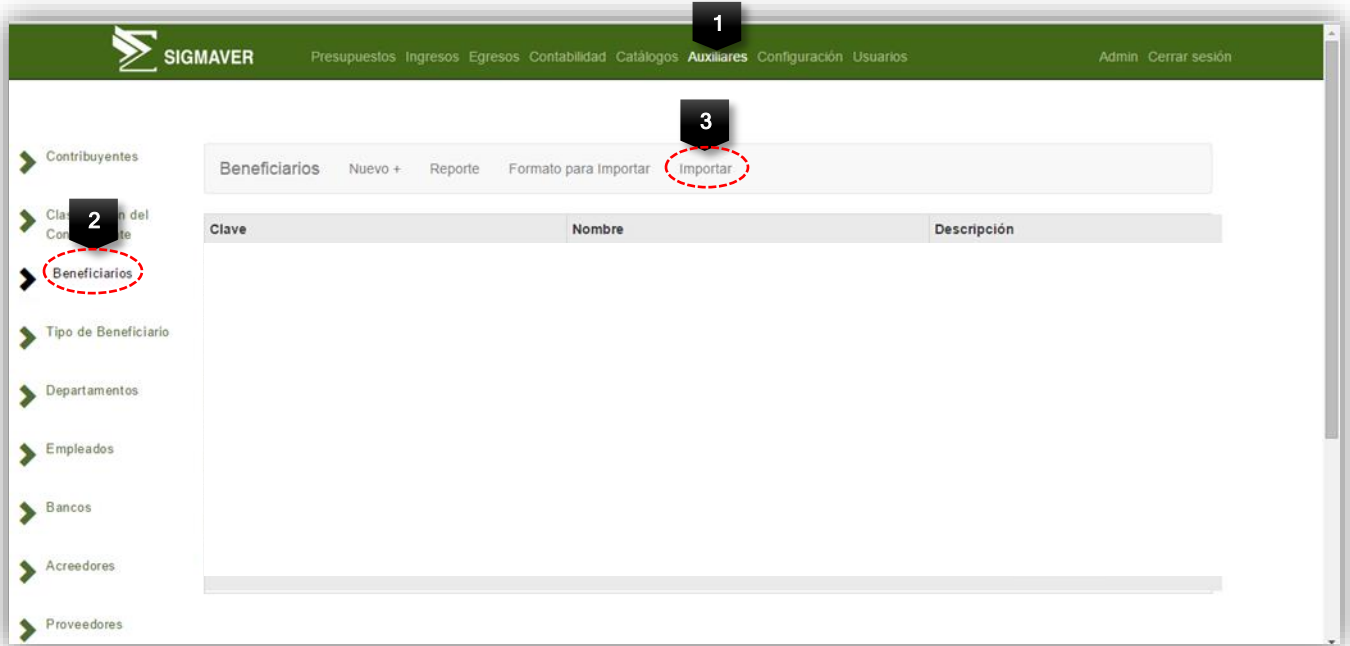 1
SIGMAVER
Presupuestos Ingresos Egresos Contabilidad Catálogos Auxiliares Configuración Usuarios
Admin Cerrar sesión
3
Contribuyentes
Beneficiarios Nuevo + Reporte Formato para Importar Importar
del
2
Clave Nombre Descripción
Beneficiarios
Tipo de Beneficiario
Departamentos
Empleados
Bancos
Acreedores
Proveedores